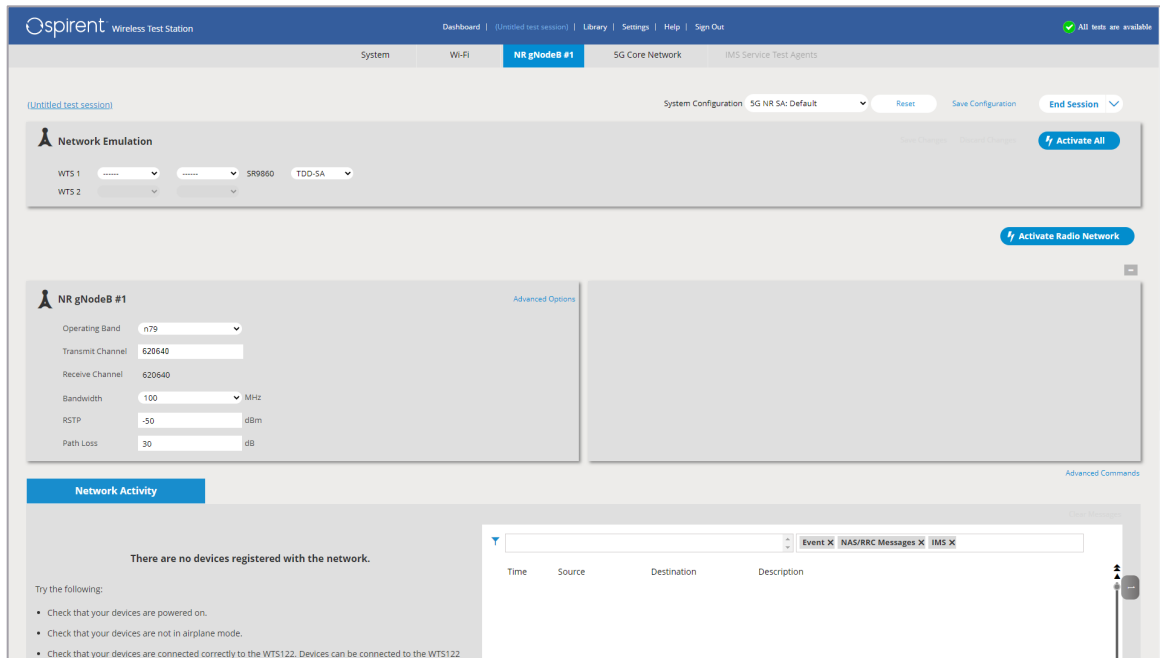 spirent Wireless Test Station
Dashboard | (Untitled test session) | Library | Settings | Help | Sign Out
All tests are available
System Wi-Fi NR gNodeB #1 5G Core Network IMS Service Test Agents
(Untitled test session)
System Configuration 5G NR SA: Default Reset Save Configuration End Session
Network Emulation
Save Changes Discard Changes Activate All
WTS 1 ------ ------ SR9860 TDD-SA
WTS 2
Activate Radio Network
NR gNodeB #1 Advanced Options
Operating Band n79
Transmit Channel 620640
Receive Channel 620640
Bandwidth 100 MHz
RSTP -50 dBm
Path Loss 30 dB
Advanced Commands
Network Activity
There are no devices registered with the network.
Try the following:
▪ Check that your devices are powered on.
▪ Check that your devices are not in airplane mode.
▪ Check that your devices are connected correctly to the WTS122. Devices can be connected to the WTS122
Event X NAS/RRC Messages X IMS X
Time Source Destination Description